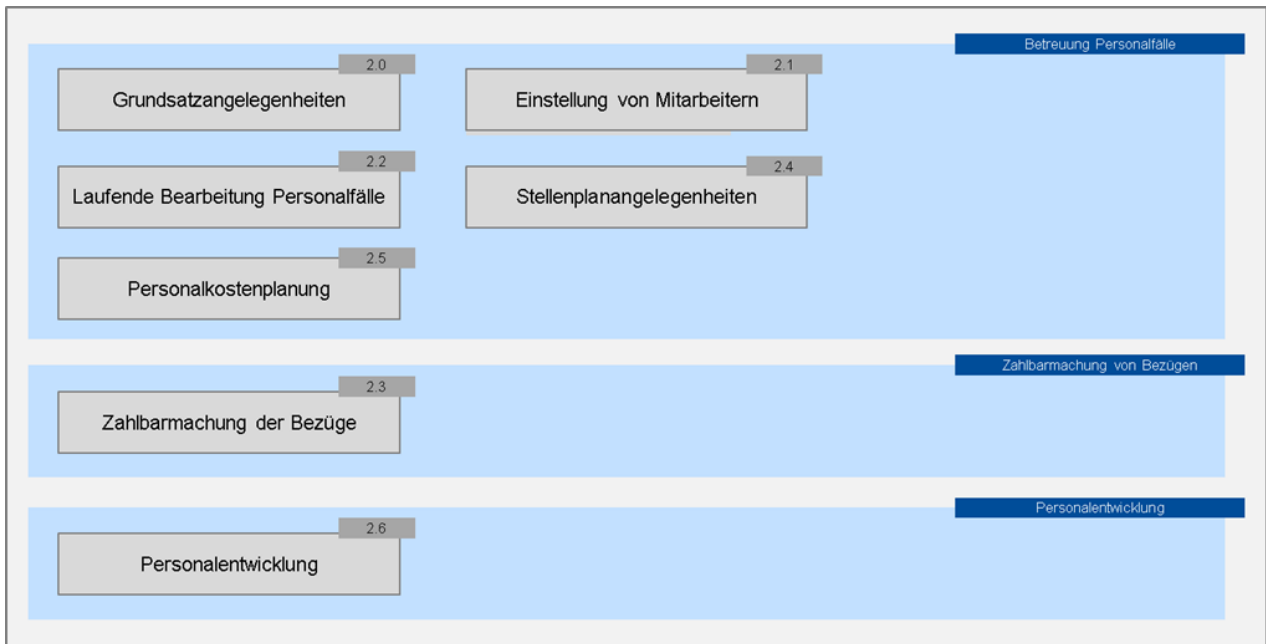 Betreuung Personalfälle
2.0
Grundsatzangelegenheiten
2.1
Einstellung von Mitarbeitern
2.2
Laufende Bearbeitung Personalfälle
2.4
Stellenplanangelegenheiten
2.5
Personalkostenplanung
Zahlbarmachung von Bezügen
2.3
Zahlbarmachung der Bezüge
Personalentwicklung
2.6
Personalentwicklung